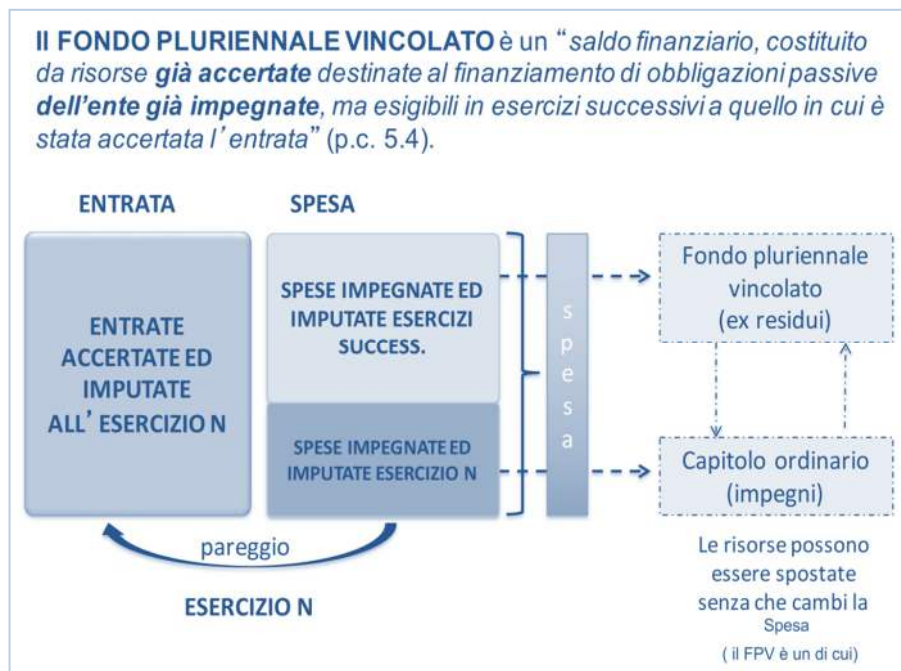 Il FONDO PLURIENNALE VINCOLATO è un “saldo finanziario, costituito
da risorse già accertate destinate al finanziamento di obbligazioni passive
dell’ente già impegnate, ma esigibili in esercizi successivi a quello in cui è
stata accertata l’entrata” (p.c. 5.4).
ENTRATA
SPESA
ENTRATE
ACCERTATE ED
IMPUTATE
ALL’ ESERCIZIO N
SPESE IMPEGNATE ED
IMPUTATE ESERCIZI
SUCCESS.
SPESE IMPEGNATE ED
IMPUTATE ESERCIZIO N
spesa
Fondo pluriennale
vincolato
(ex residui)
Capitolo ordinario
(impegni)
pareggio
ESERCIZIO N
Le risorse possono
essere spostate
senza che cambi la
Spesa
( il FPV è un di cui)